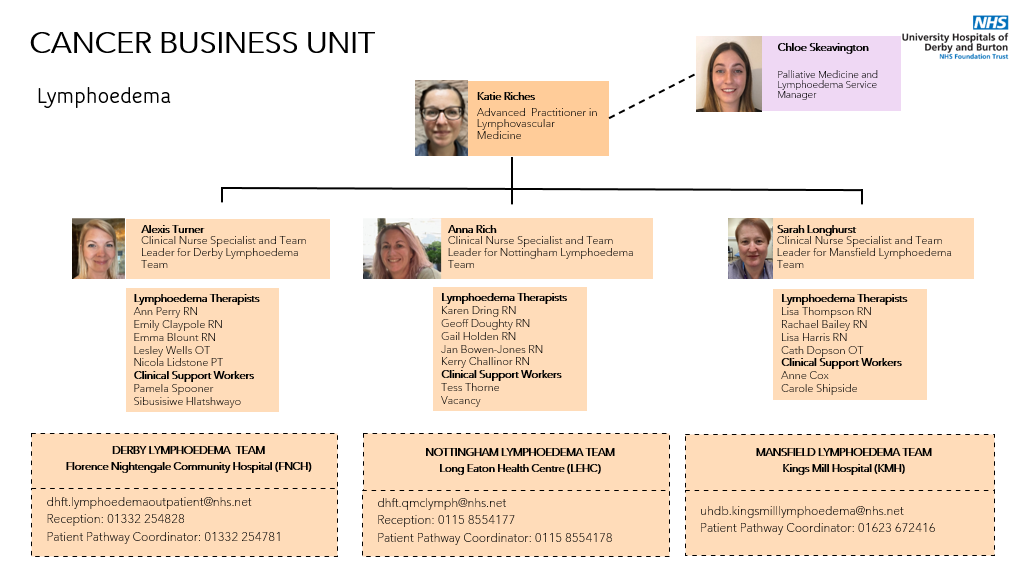 CANCER BUSINESS UNIT
Lymphoedema
NHS
University Hospitals of
Derby and Burton
NHS Foundation Trust
Chloe Skeavington
Palliative Medicine and
Lymphoedema Service
Manager
Katie Riches
Advanced Practitioner in
Lymphovascular
Medicine
Alexis Turner
Clinical Nurse Specialist and Team
Leader for Derby Lymphoedema
Team
Anna Rich
Clinical Nurse Specialist and Team
Leader for Nottingham Lymphoedema
Team
Sarah Longhurst
Clinical Nurse Specialist and Team
Leader for Mansfield Lymphoedema
Team
Lymphoedema Therapists
Ann Perry RN
Emily Claypole RN
Emma Blount RN
Lesley Wells OT
Nicola Lidstone PT
Clinical Support Workers
Pamela Spooner
Sibusisiwe Hlatshwayo
Lymphoedema Therapists
Karen Dring RN
Geoff Doughty RN
Gail Holden RN
Jan Bowen-Jones RN
Kerry Challinor RN
Clinical Support Workers
Tess Thorne
Vacancy
Lymphoedema Therapists
Lisa Thompson RN
Rachael Bailey RN
Lisa Harris RN
Cath Dopson OT
Clinical Support Workers
Anne Cox
Carole Shipside
DERBY LYMPHOEDEMA TEAM
Florence Nightengale Community Hospital (FNCH)
dhft.lymphoedemaoutpatient@nhs.net
Reception: 01332 254828
Patient Pathway Coordinator: 01332 254781
NOTTINGHAM LYMPHOEDEMA TEAM
Long Eaton Health Centre (LEHC)
dhft.qmclymph@nhs.net
Reception: 0115 8554177
Patient Pathway Coordinator: 0115 8554178
MANSFIELD LYMPHOEDEMA TEAM
Kings Mill Hospital (KMH)
uhdb.kingsmilllymphoedema@nhs.net
Patient Pathway Coordinator: 01623 672416